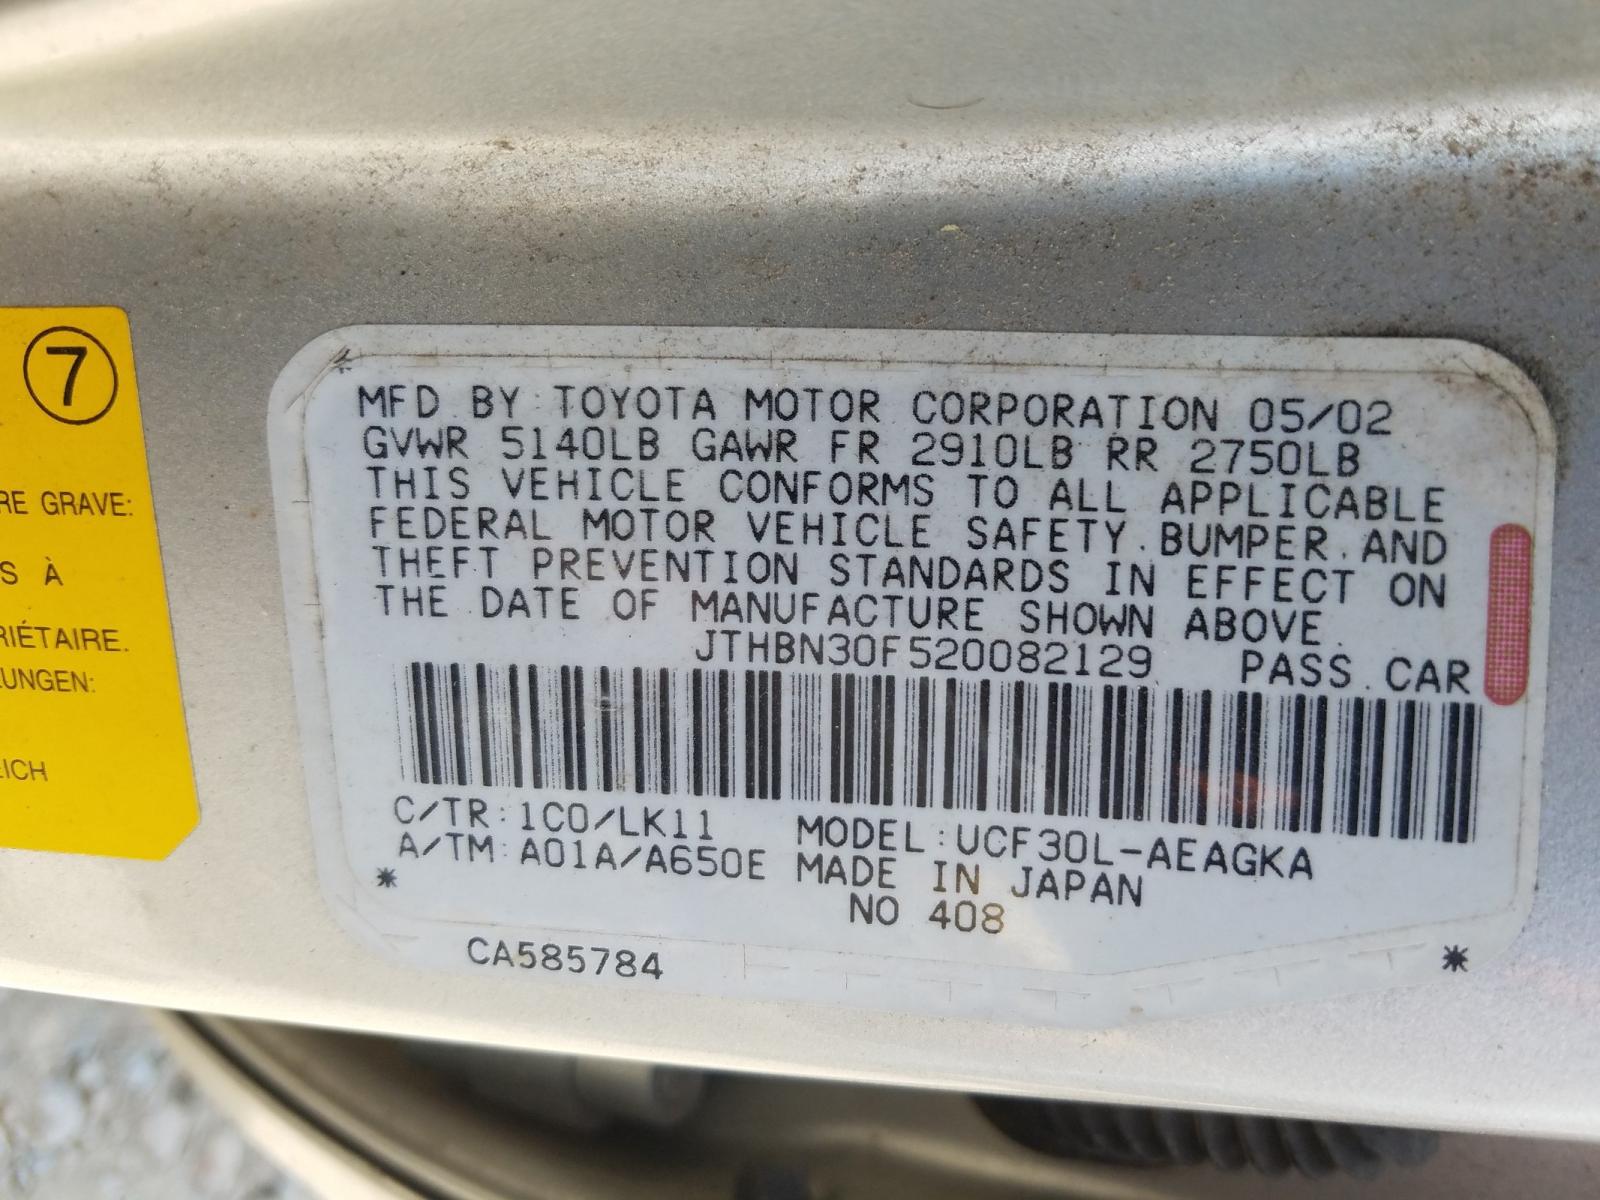 7
RE GRAVE:
S À
RIÉTAIRE.
LUNGEN:
EICH
MFD.BY:TOYOTA MOTOR CORPORATION 05/02
GVWR 5140LB GAWR FR 2910LB RR 2750LB
THIS VEHICLE CONFORMS TO ALL APPLICABLE
FEDERAL MOTOR VEHICLE SAFETY.BUMPER.AND
THEFT PREVENTION STANDARDS IN EFFECT ON
THE.DATE OF MANUFACTURE SHOWN ABOVE.
JTHBN30F520082129 PASS.CAR
C/TR:1C0/LK11 MODEL:UCF30L-AEAGKA
A/TM:A01A/A650E MADE IN JAPAN
NO 408
CA585784